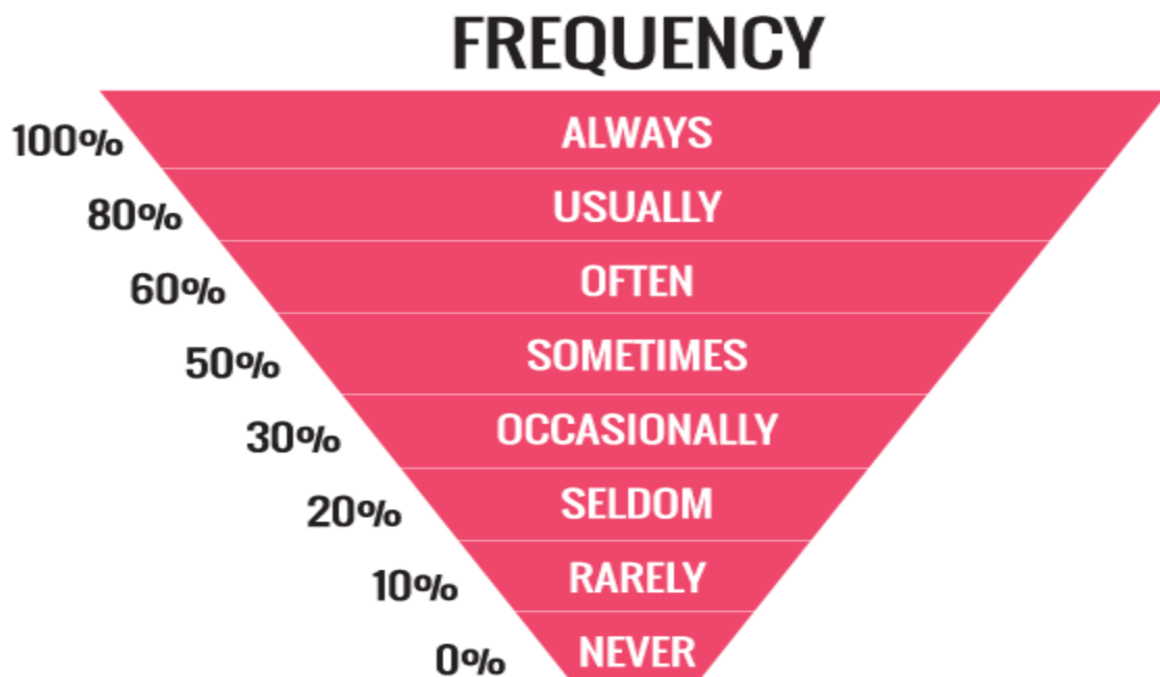 FREQUENCY
100% ALWAYS
80% USUALLY
60% OFTEN
50% SOMETIMES
30% OCCASIONALLY
20% SELDOM
10% RARELY
0% NEVER